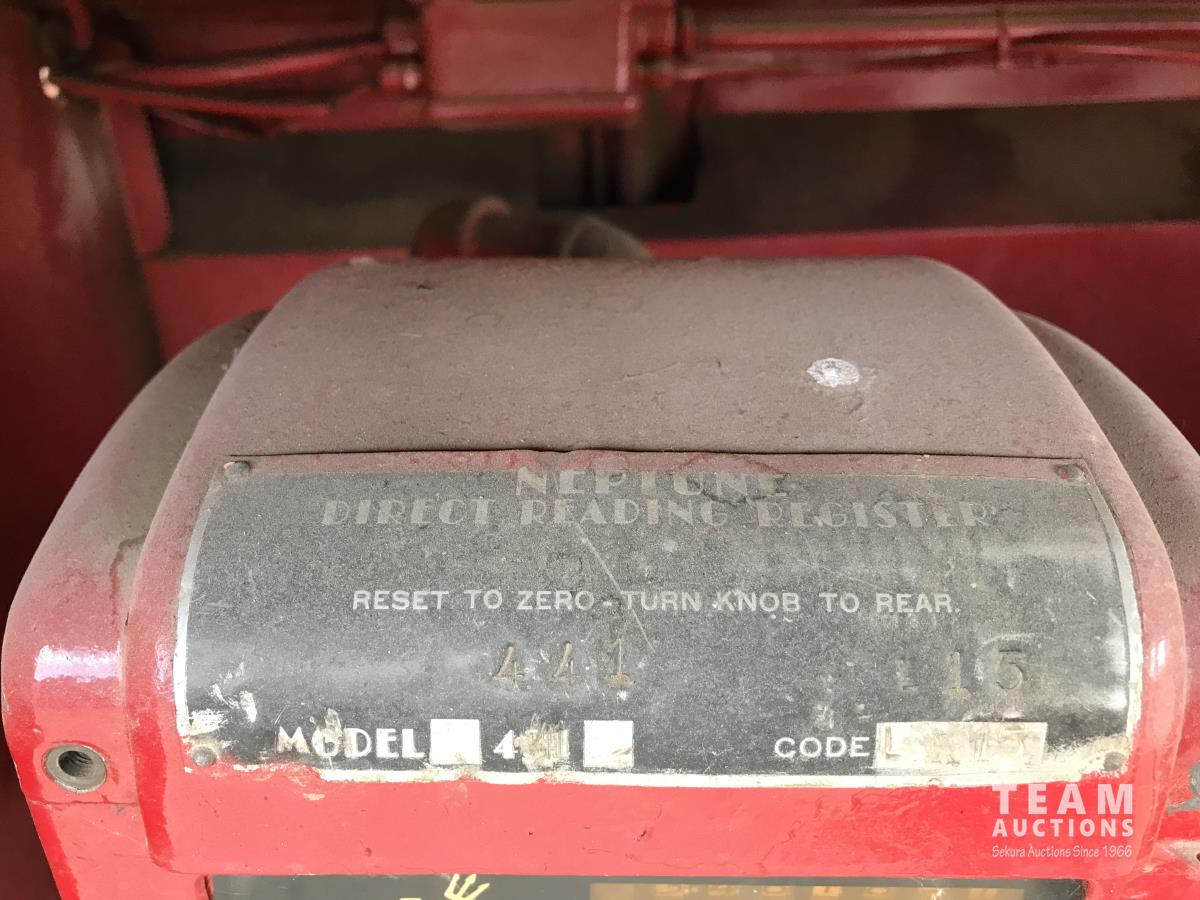 NEPTUNE
DIRECT READING REGISTER
RESET TO ZERO - TURN KNOB TO REAR.
441 L 15
MODEL 441 CODE
TEAM
AUCTIONS
Sekura Auctions Since 1966